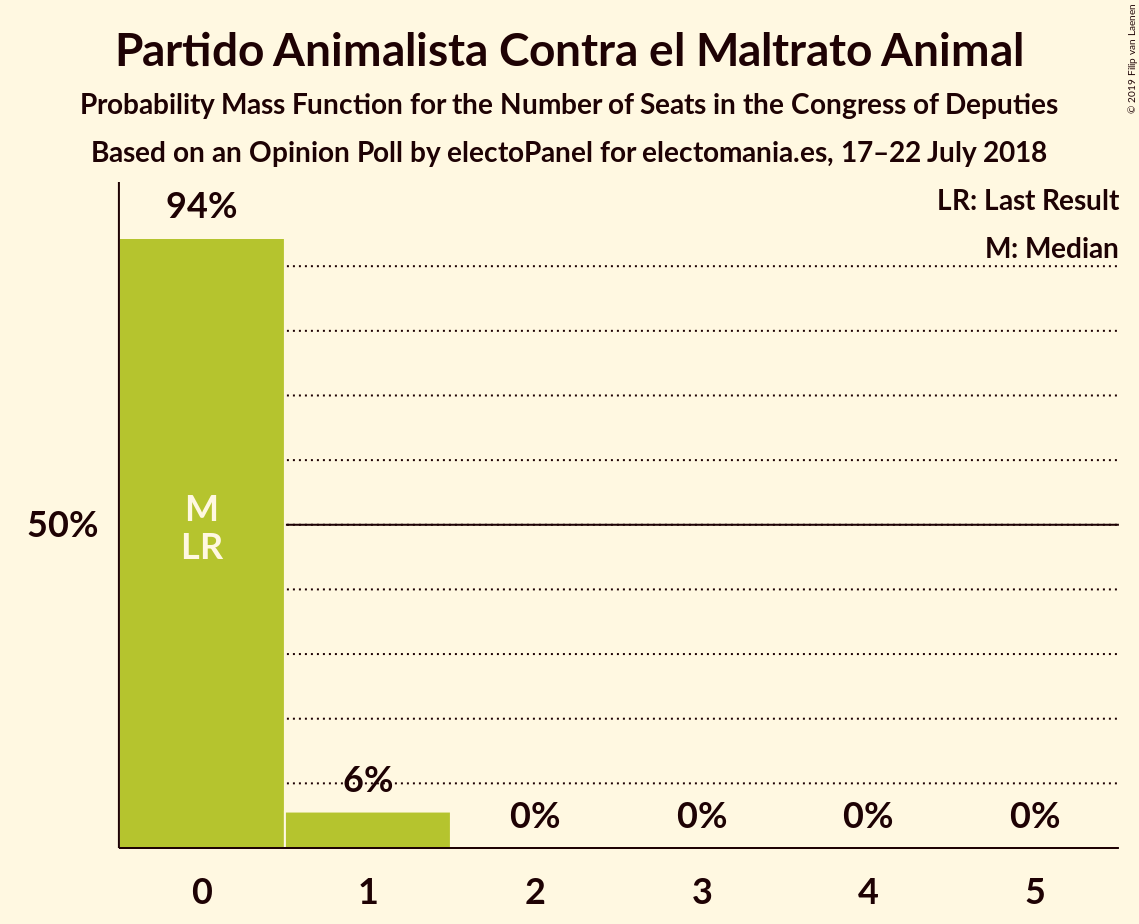 Partido Animalista Contra el Maltrato Animal
Probability Mass Function for the Number of Seats in the Congress of Deputies
Based on an Opinion Poll by electoPanel for electomania.es, 17–22 July 2018
© 2019 Filip van Laenen
LR: Last Result
M: Median
94%
50%
M
LR
6%
0%
0%
0%
0%
0
1
2
3
4
5